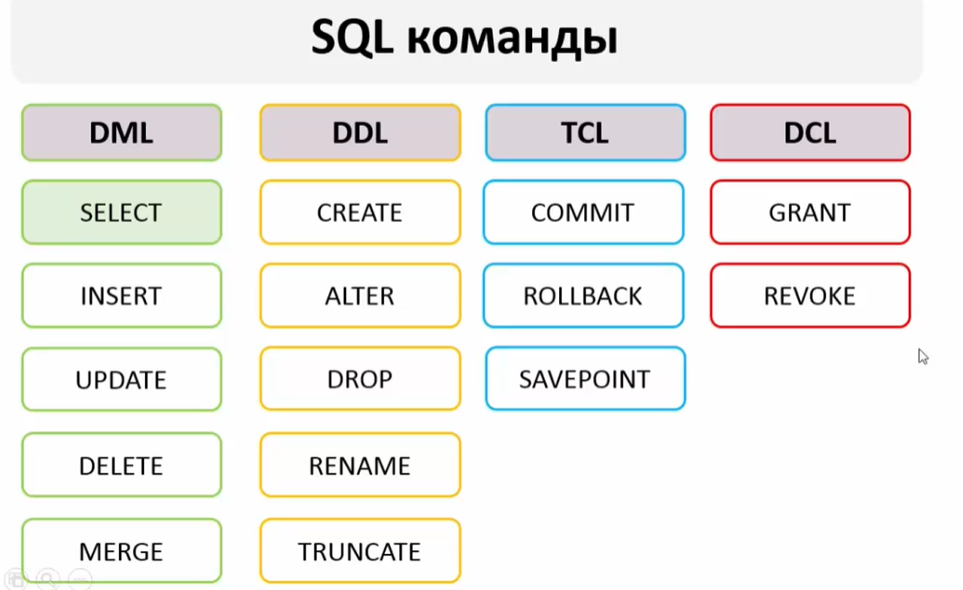 SQL команды
DML
DDL
TCL
DCL
SELECT
CREATE
COMMIT
GRANT
INSERT
ALTER
ROLLBACK
REVOKE
UPDATE
DROP
SAVEPOINT
DELETE
RENAME
MERGE
TRUNCATE